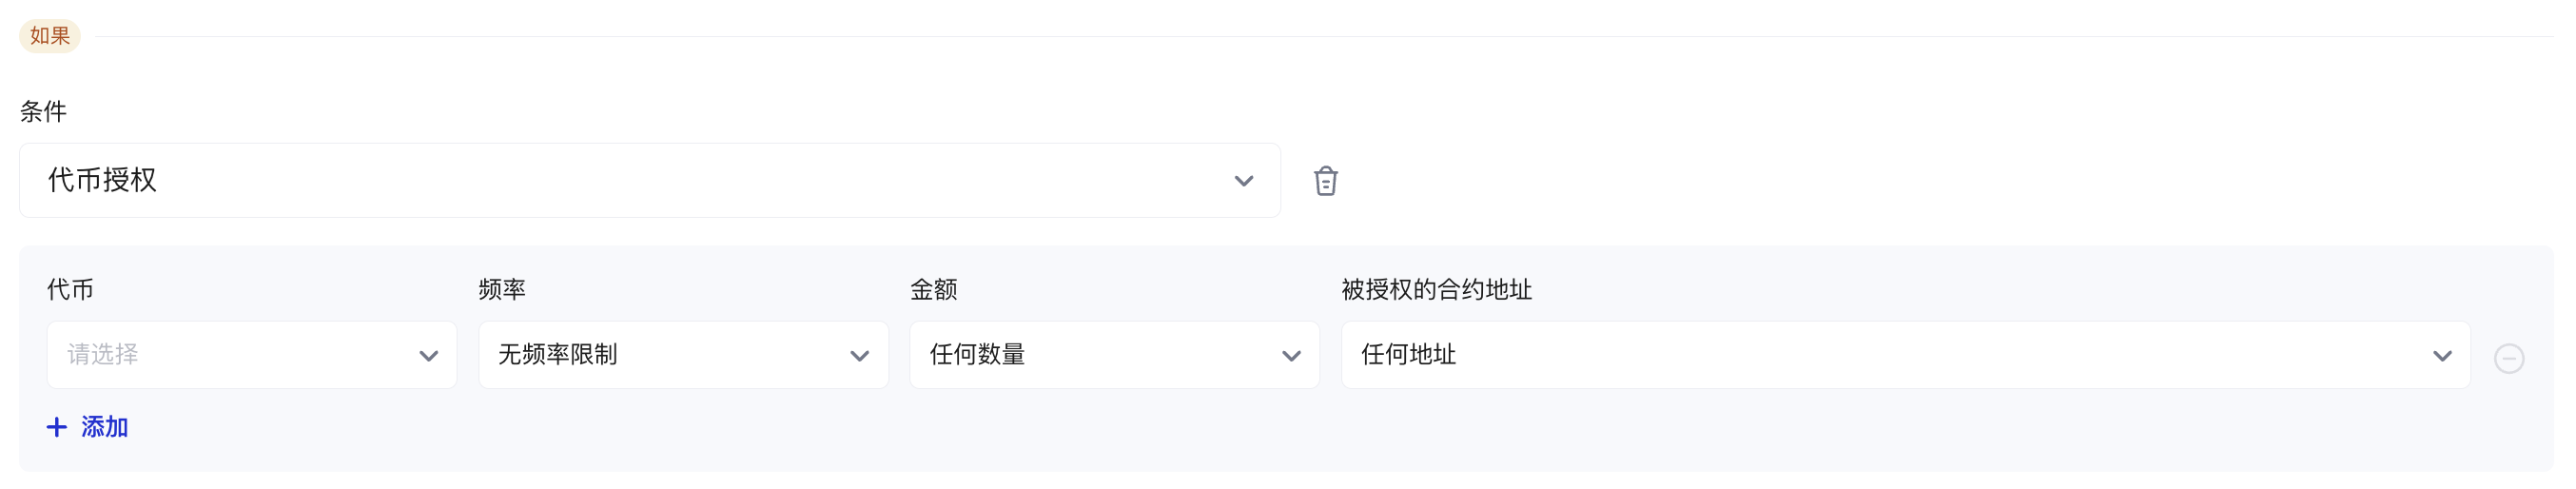 如果
条件
代币授权
代币 频率 金额 被授权的合约地址
请选择 无频率限制 任何数量 任何地址
添加